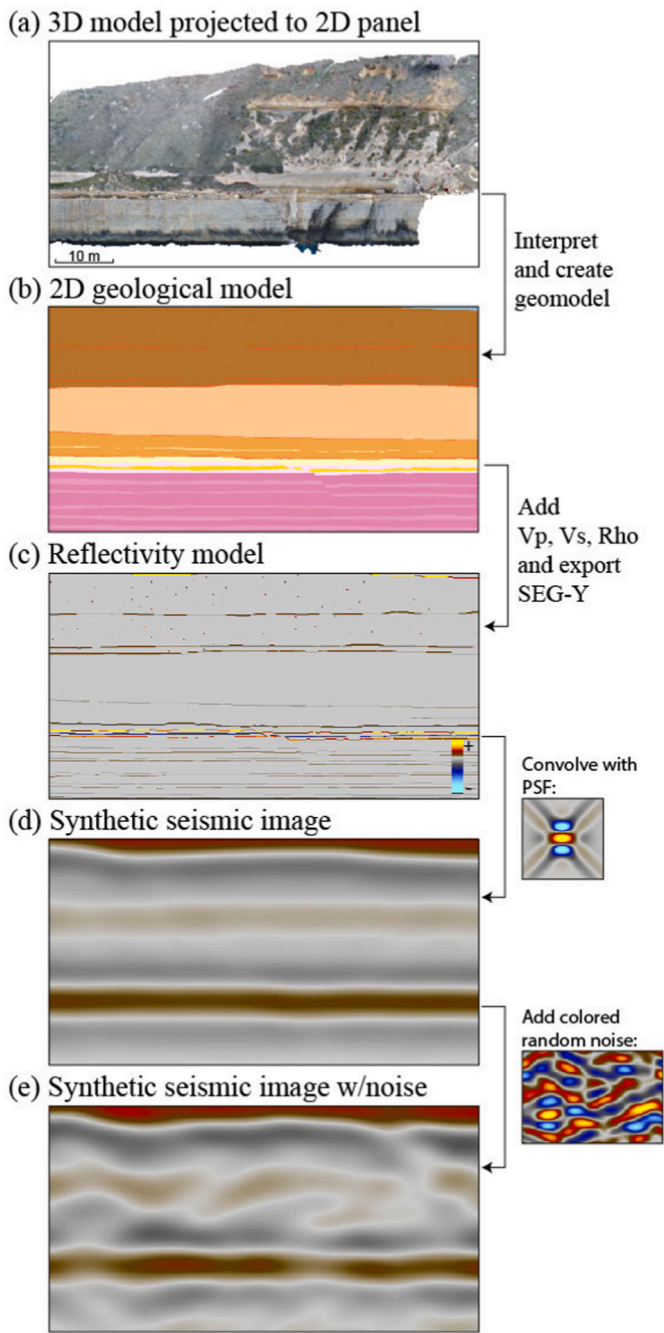 (a) 3D model projected to 2D panel
10 m
Interpret
and create
geomodel
(b) 2D geological model
Add
Vp, Vs, Rho
and export
SEG-Y
(c) Reflectivity model
+
-
Convolve with
PSF:
(d) Synthetic seismic image
Add colored
random noise:
(e) Synthetic seismic image w/noise